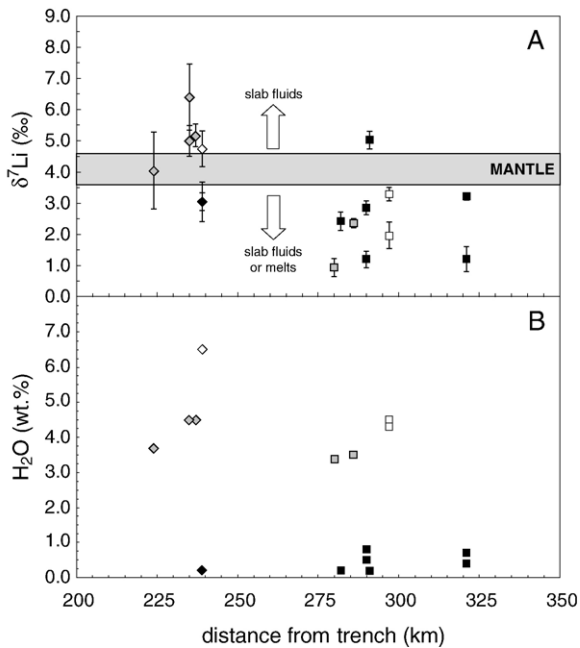 9.0
A
8.0
7.0
slab fluids
6.0
5.0
δ⁷Li (‰)
4.0
MANTLE
3.0
2.0
slab fluids
or melts
1.0
0.0
B
7.0
6.0
5.0
H₂O (wt.%)
4.0
3.0
2.0
1.0
0.0
200 225 250 275 300 325 350
distance from trench (km)